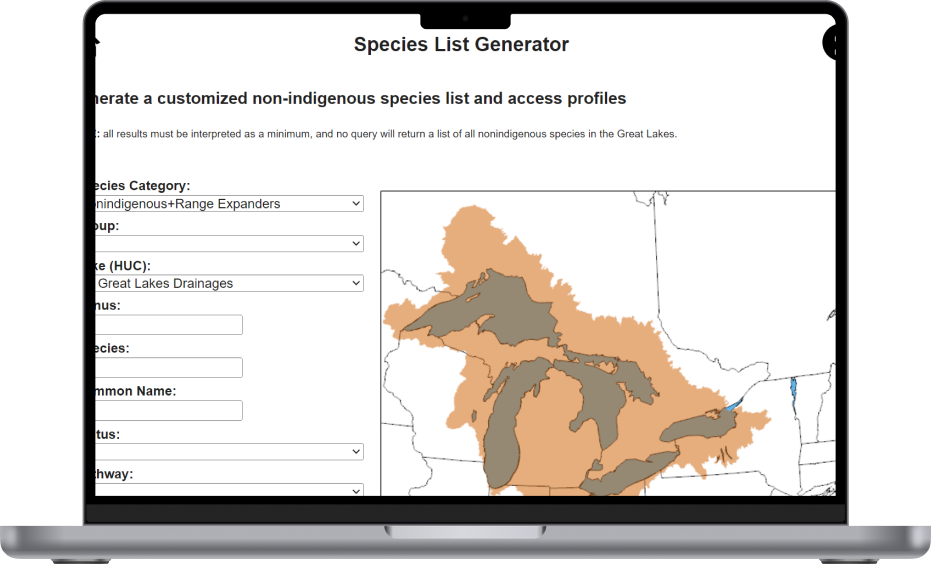 Species List Generator
nerate a customized non-indigenous species list and access profiles
: all results must be interpreted as a minimum, and no query will return a list of all nonindigenous species in the Great Lakes.
ecies Category:
nindigenous+Range Expanders
oup:
ke (HUC):
Great Lakes Drainages
nus:
ecies:
mmon Name:
tus:
hway: